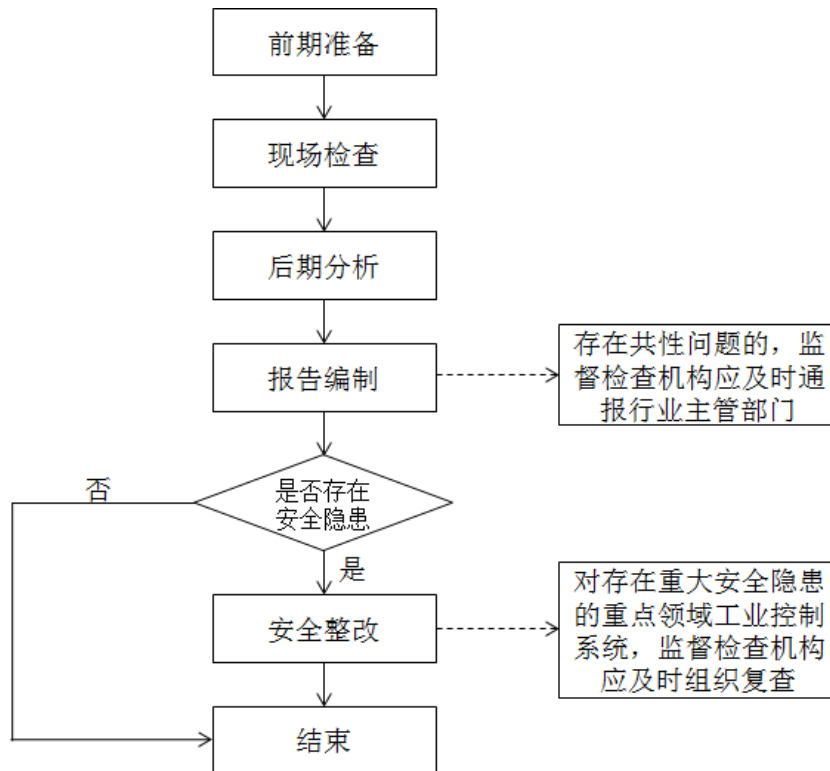 前期准备
现场检查
后期分析
报告编制
存在共性问题的，监
督检查机构应及时通
报行业主管部门
否
是否存在
安全隐患
是
安全整改
对存在重大安全隐患
的重点领域工业控制
系统，监督检查机构
应及时组织复查
结束